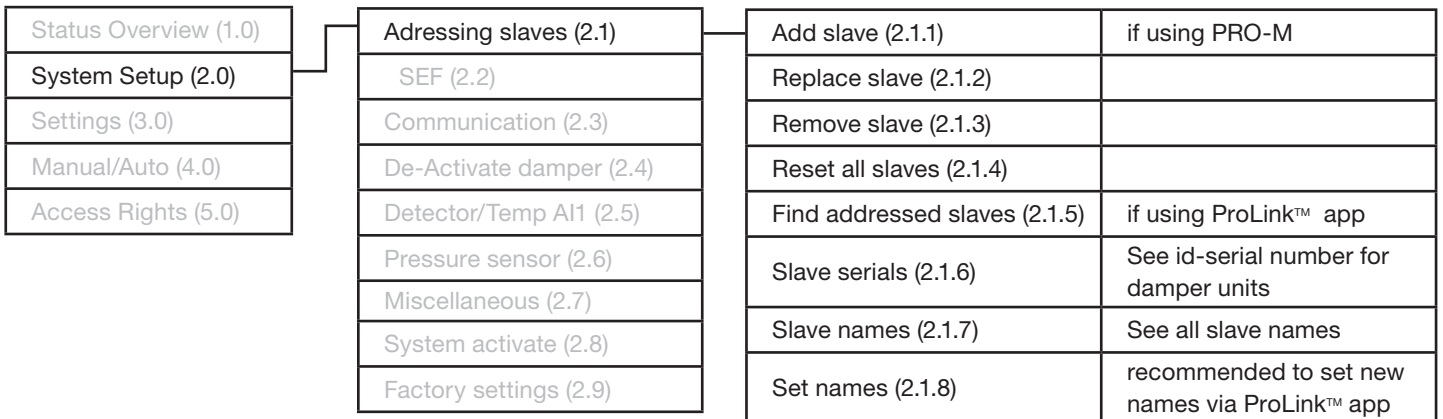 Status Overview (1.0)
System Setup (2.0)
Settings (3.0)
Manual/Auto (4.0)
Access Rights (5.0)
Adressing slaves (2.1)
SEF (2.2)
Communication (2.3)
De-Activate damper (2.4)
Detector/Temp AI1 (2.5)
Pressure sensor (2.6)
Miscellaneous (2.7)
System activate (2.8)
Factory settings (2.9)
Add slave (2.1.1)
if using PRO-M
Replace slave (2.1.2)
Remove slave (2.1.3)
Reset all slaves (2.1.4)
Find addressed slaves (2.1.5)
if using ProLink™ app
Slave serials (2.1.6)
See id-serial number for
damper units
Slave names (2.1.7)
See all slave names
Set names (2.1.8)
recommended to set new
names via ProLink™ app